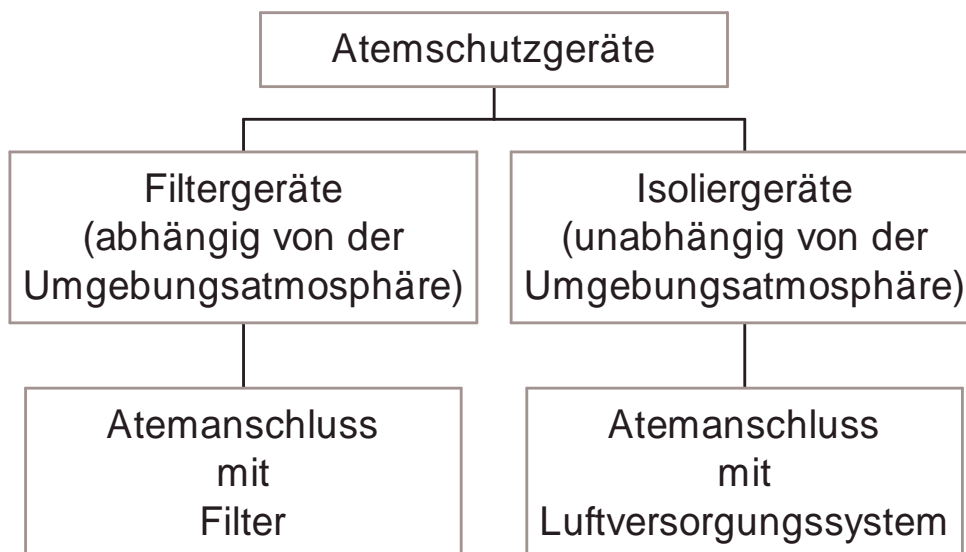 Atemschutzgeräte
Filtergeräte
(abhängig von der
Umgebungsatmosphäre)
Isoliergeräte
(unabhängig von der
Umgebungsatmosphäre)
Atemanschluss
mit
Filter
Atemanschluss
mit
Luftversorgungssystem